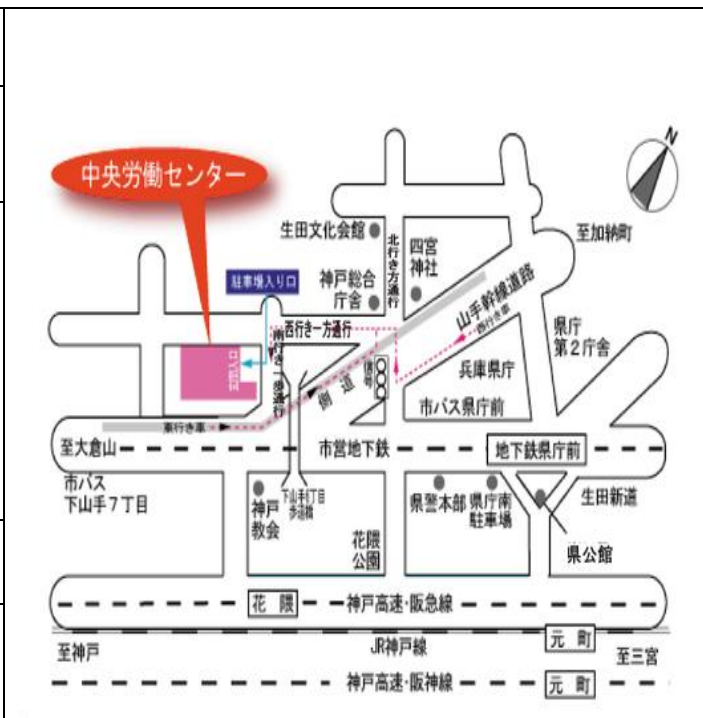 N
中央労働センター
生田文化会館
北行き方通行
四宮
神社
至加納町
駐車場入り口
神戸総合
庁舎
山手幹線道路
西行き車
西行き一方通行
南行き一歩通行
県庁
第2庁舎
信号
兵庫県庁
側道
市バス県庁前
東行き車
至大倉山
市営地下鉄
地下鉄県庁前
市バス
下山手7丁目
神戸
教会
下山手6丁目
歩道橋
県警本部
県庁南
駐車場
生田新道
花隈
公園
県公館
花隈
神戸高速・阪急線
至神戸
JR神戸線
元町
至三宮
神戸高速・阪神線
元町